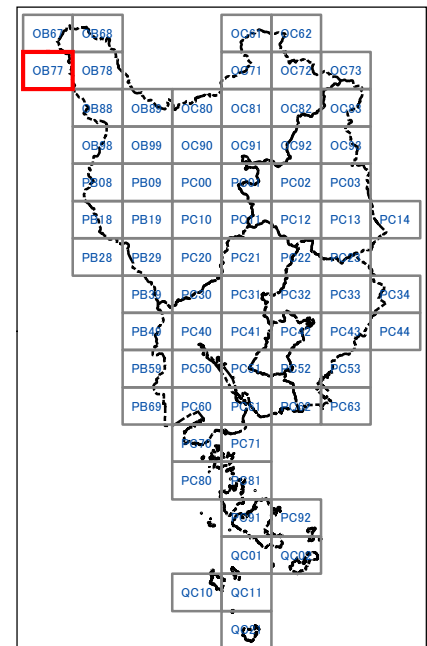 OB67 OB68 OC61 OC62
OB77 OB78 OC71 OC72 OC73
OB88 OB89 OC80 OC81 OC82 OC83
OB98 OB99 OC90 OC91 OC92 OC93
PB08 PB09 PC00 PC01 PC02 PC03
PB18 PB19 PC10 PC11 PC12 PC13 PC14
PB28 PB29 PC20 PC21 PC22 PC23
PB39 PC30 PC31 PC32 PC33 PC34
PB49 PC40 PC41 PC42 PC43 PC44
PB59 PC50 PC51 PC52 PC53
PB69 PC60 PC61 PC62 PC63
PC70 PC71
PC80 PC81
PC91 PC92
QC01 QC02
QC10 QC11
QC21